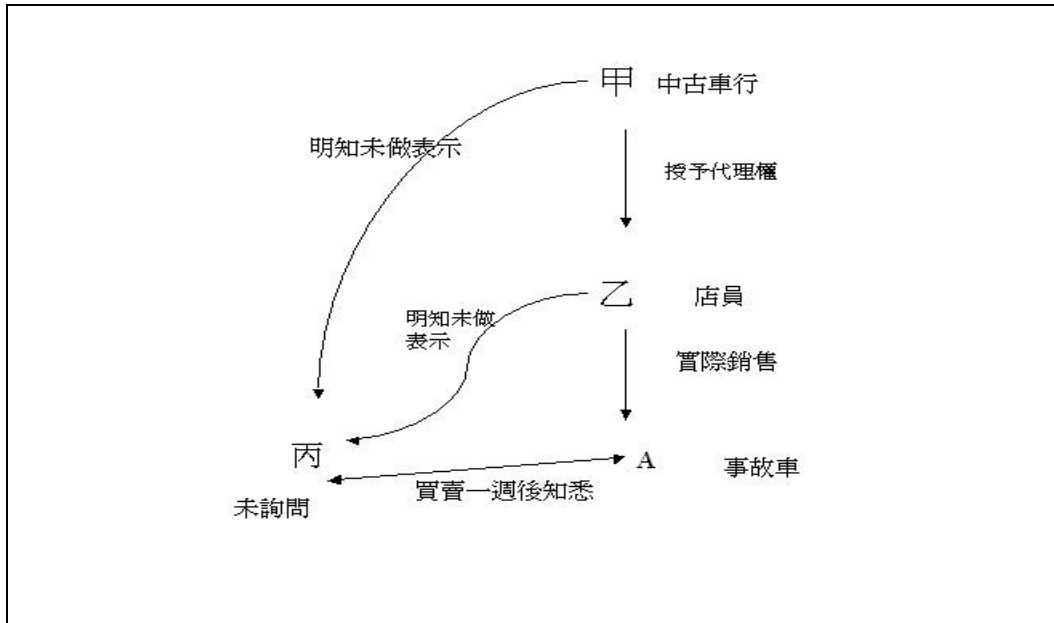 甲 中古車行
明知未做表示
授予代理權
乙 店員
明知未做
表示
實際銷售
丙
A 事故車
買賣一週後知悉
未詢問